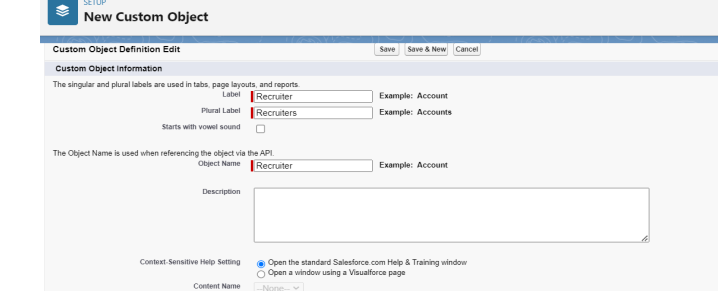 SETUP
New Custom Object
Custom Object Definition Edit Save Save & New Cancel
Custom Object Information
The singular and plural labels are used in tabs, page layouts, and reports.
Label Recruiter Example: Account
Plural Label Recruiters Example: Accounts
Starts with vowel sound
The Object Name is used when referencing the object via the API.
Object Name Recruiter Example: Account
Description
Context-Sensitive Help Setting Open the standard Salesforce.com Help & Training window
Open a window using a Visualforce page
Content Name --None--